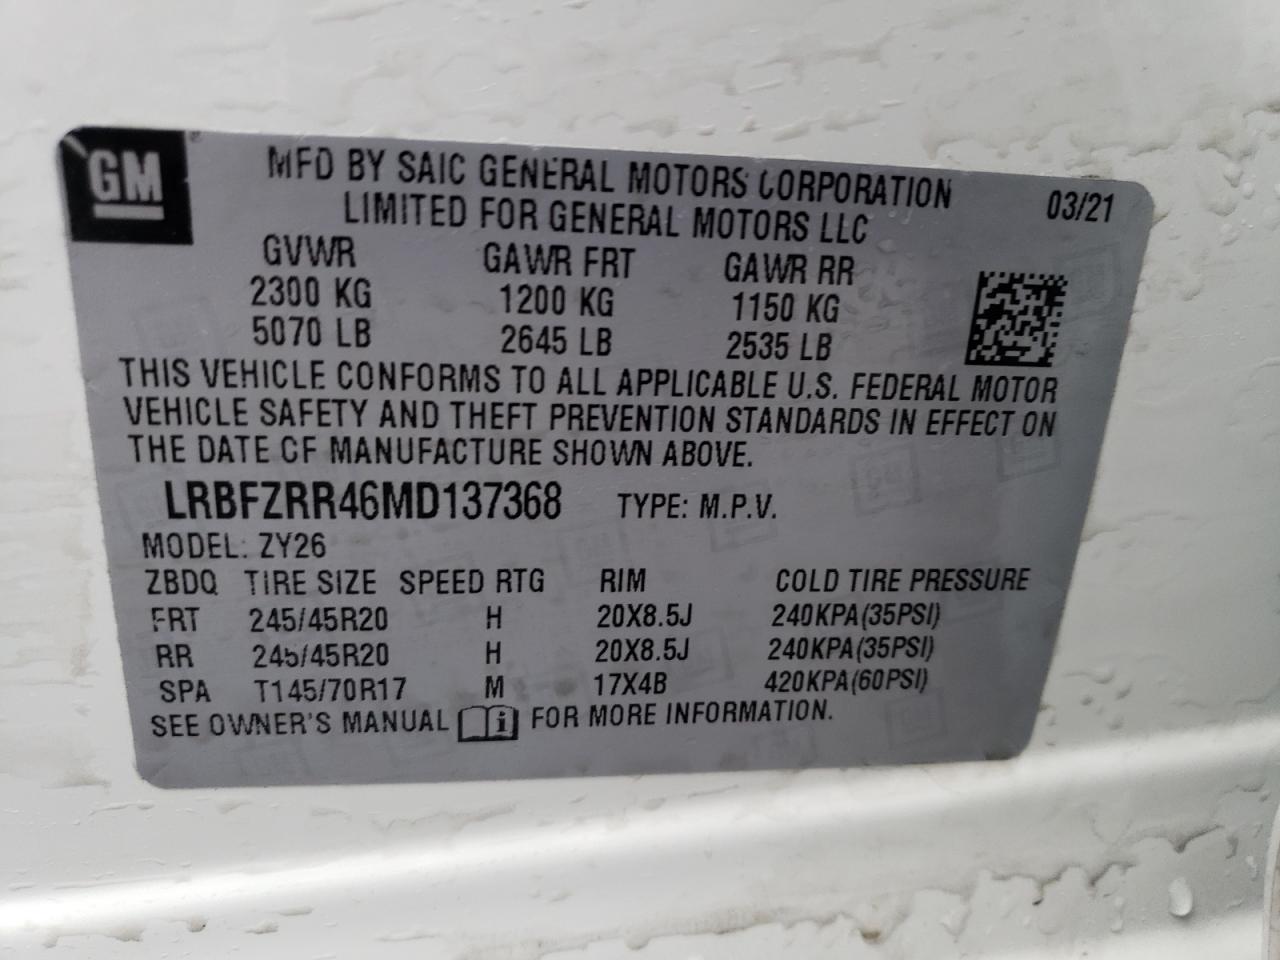 GM
MFD BY SAIC GENERAL MOTORS CORPORATION
LIMITED FOR GENERAL MOTORS LLC
03/21
GVWR GAWR FRT GAWR RR
2300 KG 1200 KG 1150 KG
5070 LB 2645 LB 2535 LB
THIS VEHICLE CONFORMS TO ALL APPLICABLE U.S. FEDERAL MOTOR
VEHICLE SAFETY AND THEFT PREVENTION STANDARDS IN EFFECT ON
THE DATE OF MANUFACTURE SHOWN ABOVE.
LRBFZRR46MD137368 TYPE: M.P.V.
MODEL: ZY26
ZBDQ TIRE SIZE SPEED RTG RIM COLD TIRE PRESSURE
FRT 245/45R20 H 20X8.5J 240KPA(35PSI)
RR 245/45R20 H 20X8.5J 240KPA(35PSI)
SPA T145/70R17 M 17X4B 420KPA(60PSI)
SEE OWNER'S MANUAL i FOR MORE INFORMATION.